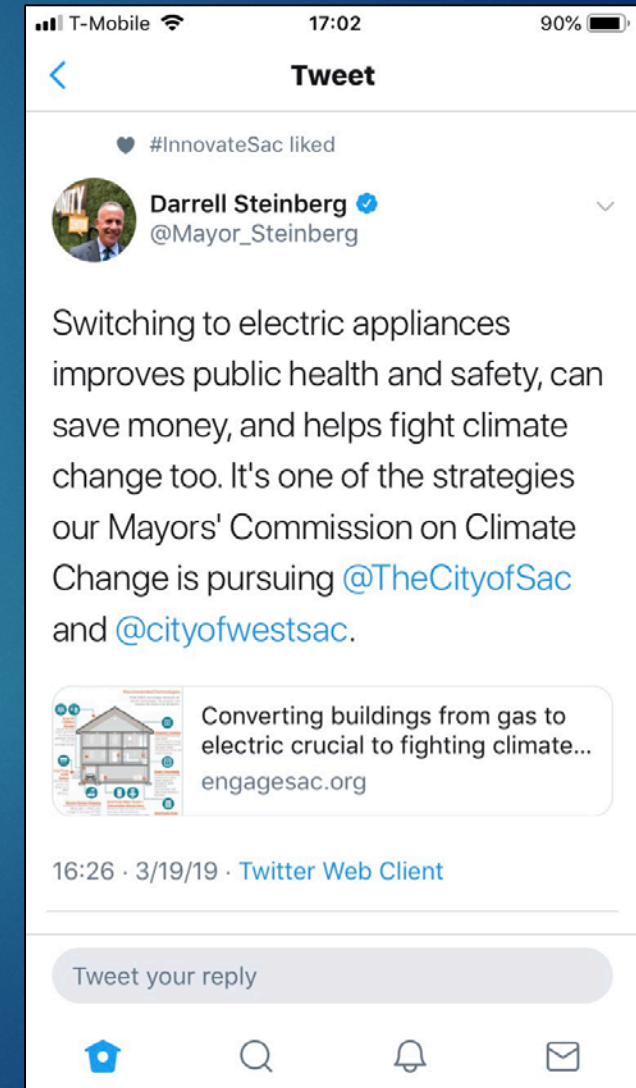 T-Mobile 17:02 90%
Tweet
#InnovateSac liked
Darrell Steinberg
@Mayor_Steinberg
Switching to electric appliances
improves public health and safety, can
save money, and helps fight climate
change too. It's one of the strategies
our Mayors' Commission on Climate
Change is pursuing @TheCityofSac
and @cityofwestsac.
Converting buildings from gas to
electric crucial to fighting climate...
engagesac.org
16:26 · 3/19/19 · Twitter Web Client
Tweet your reply